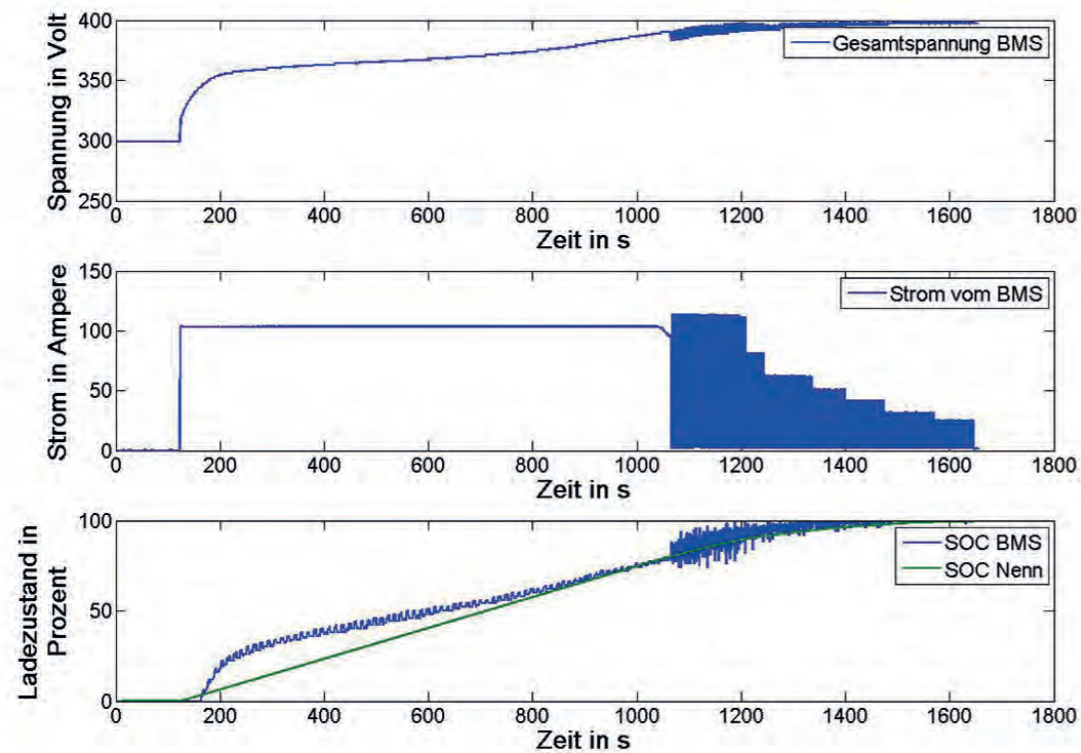 400
350
300
250
Spannung in Volt
Gesamtspannung BMS
0 200 400 600 800 1000 1200 1400 1600 1800
Zeit in s
150
100
50
0
Strom in Ampere
Strom vom BMS
0 200 400 600 800 1000 1200 1400 1600 1800
Zeit in s
100
50
0
Ladezustand in
Prozent
SOC BMS
SOC Nenn
0 200 400 600 800 1000 1200 1400 1600 1800
Zeit in s